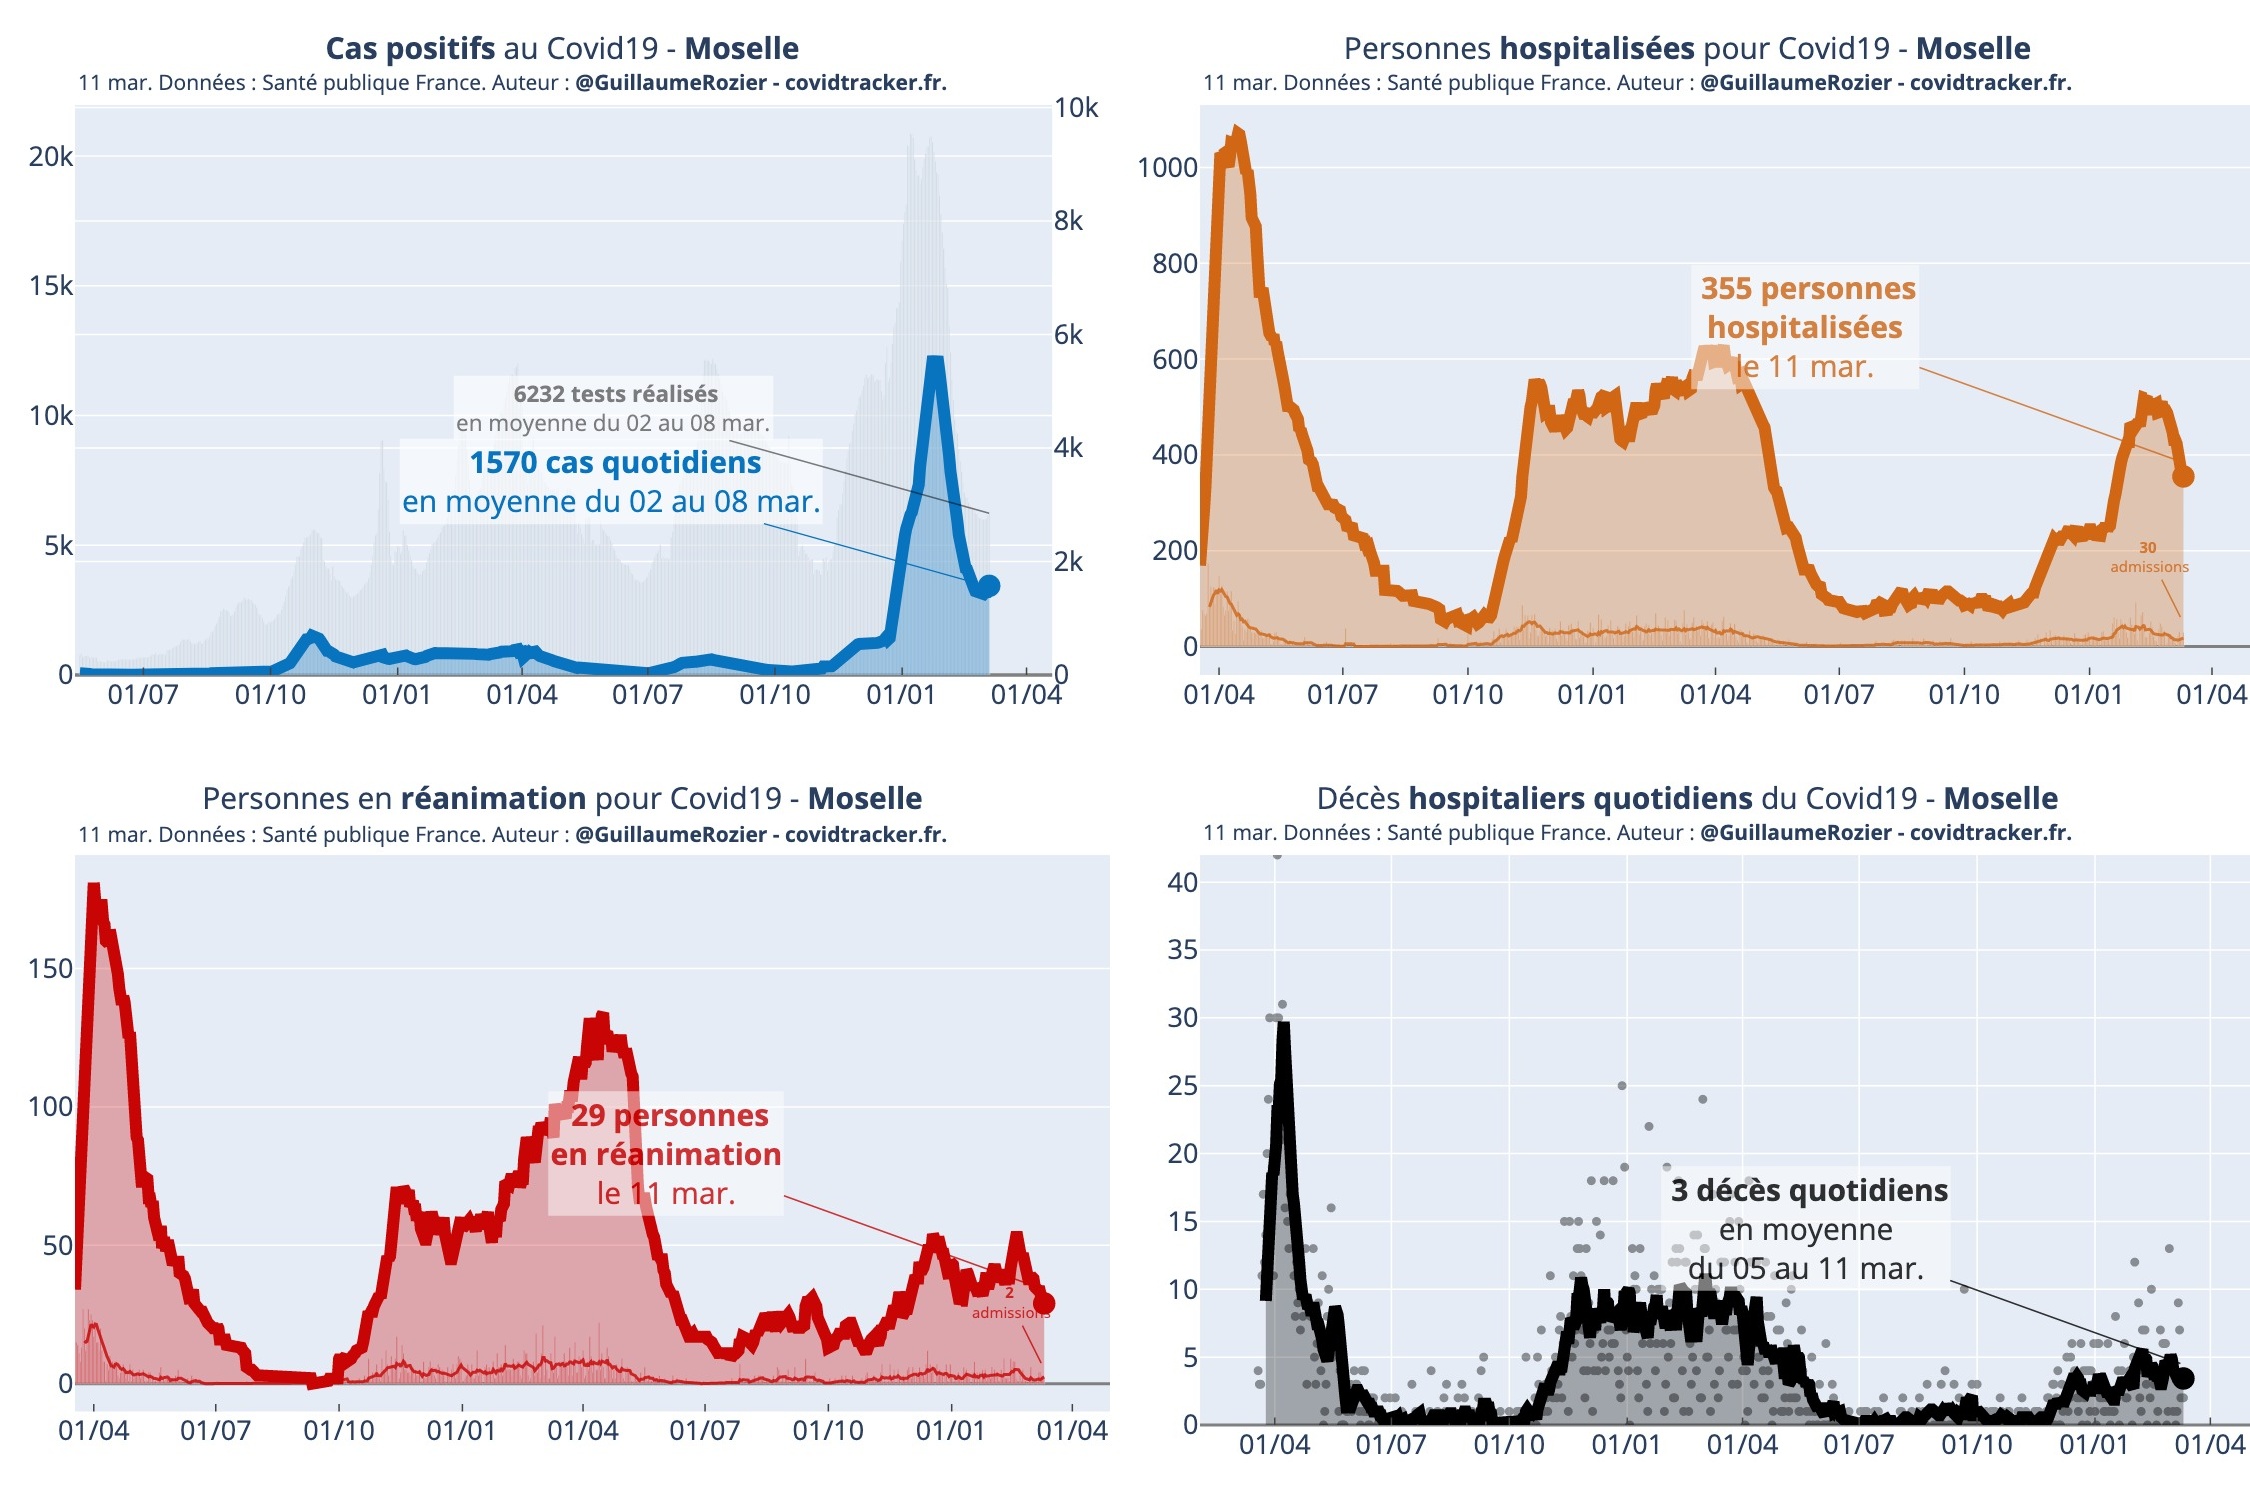 Cas positifs au Covid19 - Moselle
11 mar. Données : Santé publique France. Auteur : @GuillaumeRozier - covidtracker.fr.
10k
20k
8k
15k
6k
6232 tests réalisés
en moyenne du 02 au 08 mar.
10k
4k
1570 cas quotidiens
en moyenne du 02 au 08 mar.
5k
2k
0
0
01/07 01/10 01/01 01/04 01/07 01/10 01/01 01/04
Personnes hospitalisées pour Covid19 - Moselle
11 mar. Données : Santé publique France. Auteur : @GuillaumeRozier - covidtracker.fr.
1000
800
355 personnes
hospitalisées
le 11 mar.
600
400
200
30
admissions
0
01/04 01/07 01/10 01/01 01/04 01/07 01/10 01/01 01/04
Personnes en réanimation pour Covid19 - Moselle
11 mar. Données : Santé publique France. Auteur : @GuillaumeRozier - covidtracker.fr.
150
100
29 personnes
en réanimation
le 11 mar.
50
2
admissions
0
01/04 01/07 01/10 01/01 01/04 01/07 01/10 01/01 01/04
Décès hospitaliers quotidiens du Covid19 - Moselle
11 mar. Données : Santé publique France. Auteur : @GuillaumeRozier - covidtracker.fr.
40
35
30
25
20
3 décès quotidiens
en moyenne
du 05 au 11 mar.
15
10
5
0
01/04 01/07 01/10 01/01 01/04 01/07 01/10 01/01 01/04